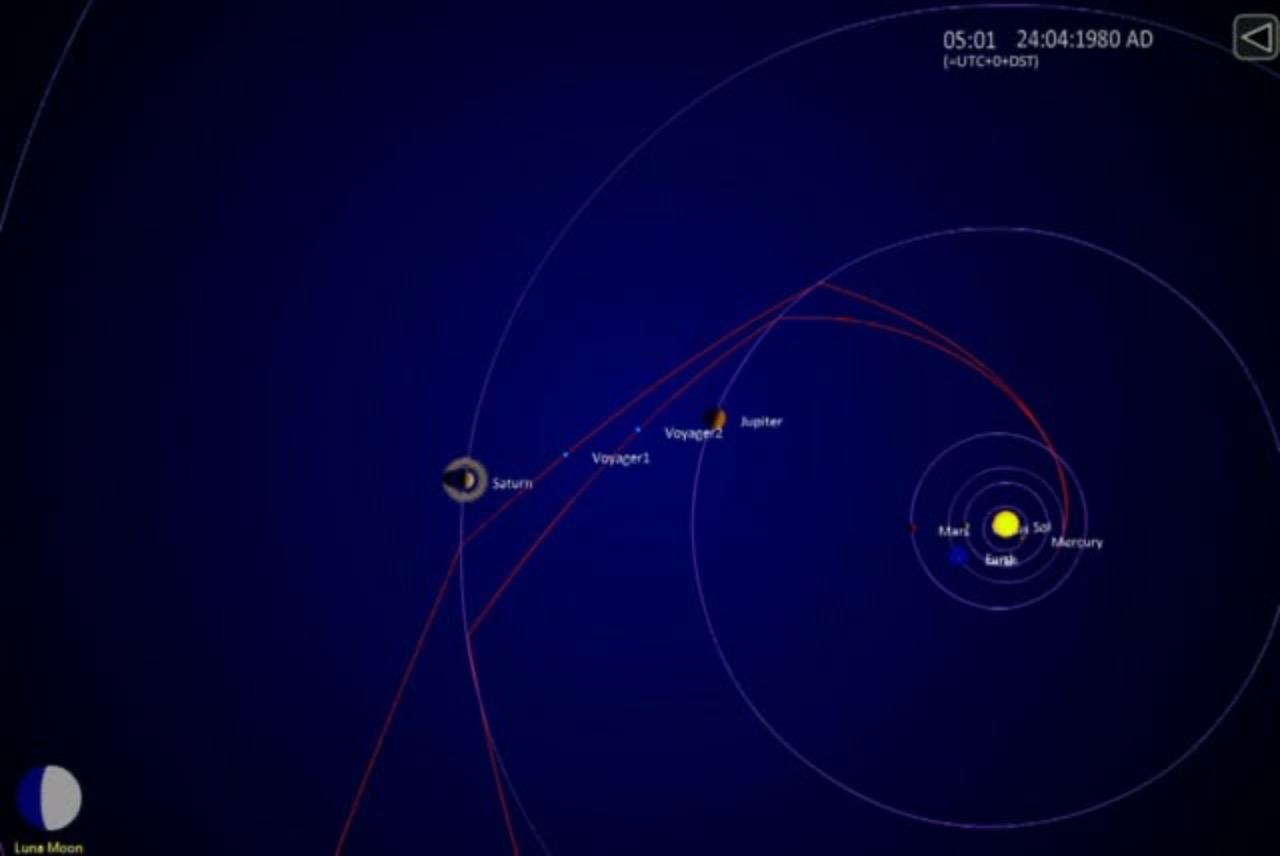 05:01 24:04:1980 AD
(=UTC+0+DST)
Jupiter
Voyager2
Voyager1
Saturn
Mars
Sol
Mercury
Earth
Luna Moon